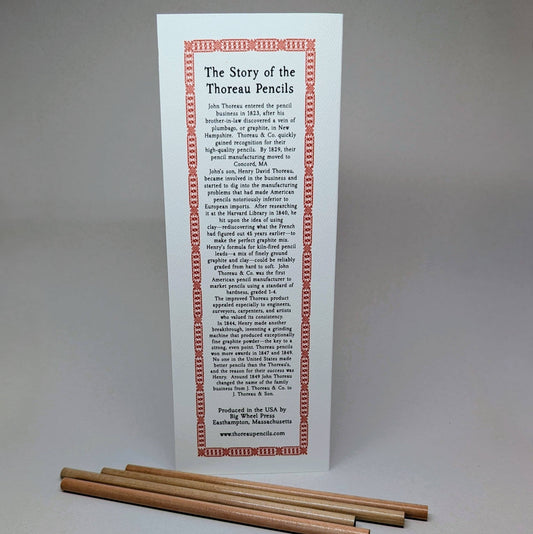 The Story of the
Thoreau Pencils
John Thoreau entered the pencil
business in 1823, after his
brother-in-law discovered a vein of
plumbago, or graphite, in New
Hampshire. Thoreau & Co. quickly
gained recognition for their
high-quality pencils. By 1829, their
pencil manufacturing moved to
Concord, MA
John's son, Henry David Thoreau,
became involved in the business and
started to dig into the manufacturing
problems that had made American
pencils notoriously inferior to
European imports. After researching
it at the Harvard Library in 1840, he
hit upon the idea of using
clay—rediscovering what the French
had figured out 45 years earlier—to
make the perfect graphite mix.
Henry's formula for kiln-fired pencil
leads—a mix of finely ground
graphite and clay—could be reliably
graded from hard to soft. John
Thoreau & Co. was the first
American pencil manufacturer to
market pencils using a standard of
hardness, graded 1-4.
The improved Thoreau product
appealed especially to engineers,
surveyors, carpenters, and artists
who valued its consistency.
In 1844, Henry made another
breakthrough, inventing a grinding
machine that produced exceptionally
fine graphite powder—the key to a
strong, even point. Thoreau pencils
won more awards in 1847 and 1849.
No one in the United States made
better pencils than the Thoreau's,
and the reason for their success was
Henry. Around 1849 John Thoreau
changed the name of the family
business from J. Thoreau & Co. to
J. Thoreau & Son.
Produced in the USA by
Big Wheel Press
Easthampton, Massachusetts
www.thoreaupencils.com